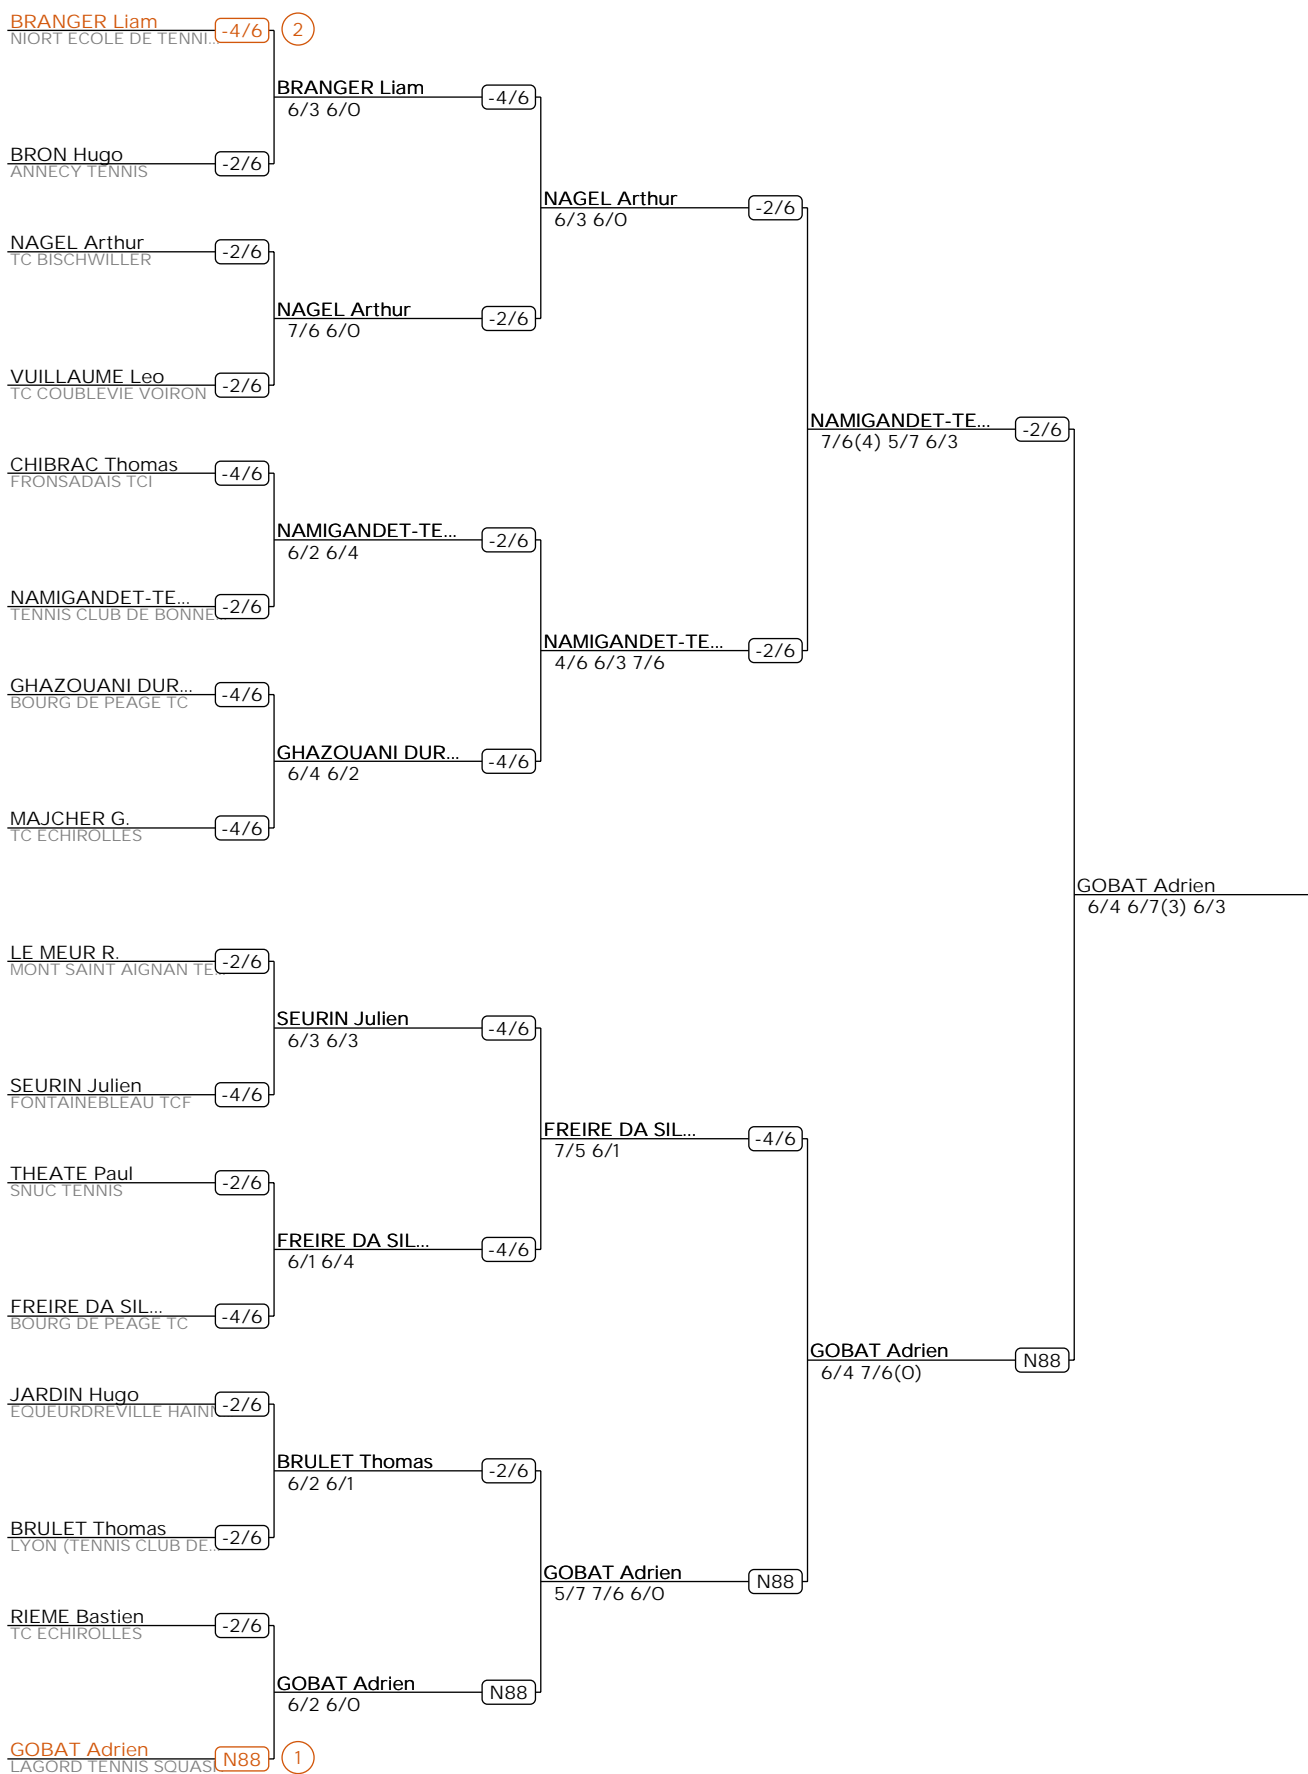 BRANGER Liam
NIORT ECOLE DE TENNI...
-4/6
2
BRANGER Liam
6/3 6/0
-4/6
BRON Hugo
ANNECY TENNIS
-2/6
NAGEL Arthur
6/3 6/0
-2/6
NAGEL Arthur
TC BISCHWILLER
-2/6
NAGEL Arthur
7/6 6/0
-2/6
VUILLAUME Leo
TC COUBLEVIE VOIRON
-2/6
NAMIGANDET-TE...
7/6(4) 5/7 6/3
-2/6
CHIBRAC Thomas
FRONSADAIS TCI
-4/6
NAMIGANDET-TE...
6/2 6/4
-2/6
NAMIGANDET-TE...
TENNIS CLUB DE BONNE...
-2/6
NAMIGANDET-TE...
4/6 6/3 7/6
-2/6
GHAZOUANI DUR...
BOURG DE PEAGE TC
-4/6
GHAZOUANI DUR...
6/4 6/2
-4/6
MAJCHER G.
TC ECHIROLLES
-4/6
GOBAT Adrien
6/4 6/7(3) 6/3
LE MEUR R.
MONT SAINT AIGNAN TE...
-2/6
SEURIN Julien
6/3 6/3
-4/6
SEURIN Julien
FONTAINEBLEAU TCF
-4/6
FREIRE DA SIL...
7/5 6/1
-4/6
THEATE Paul
SNUC TENNIS
-2/6
FREIRE DA SIL...
6/1 6/4
-4/6
FREIRE DA SIL...
BOURG DE PEAGE TC
-4/6
GOBAT Adrien
6/4 7/6(0)
N88
JARDIN Hugo
EQUEURDREVILLE HAINN
-2/6
BRULET Thomas
6/2 6/1
-2/6
BRULET Thomas
LYON (TENNIS CLUB DE...
-2/6
GOBAT Adrien
5/7 7/6 6/0
N88
RIEME Bastien
TC ECHIROLLES
-2/6
GOBAT Adrien
6/2 6/0
N88
GOBAT Adrien
LAGORD TENNIS SQUASH
N88
1